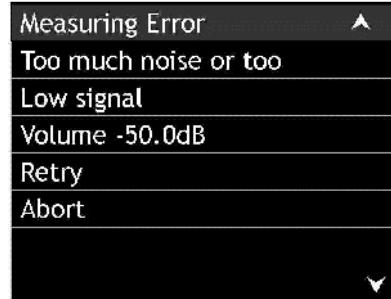 Measuring Error
Too much noise or too
Low signal
Volume -50.0dB
Retry
Abort